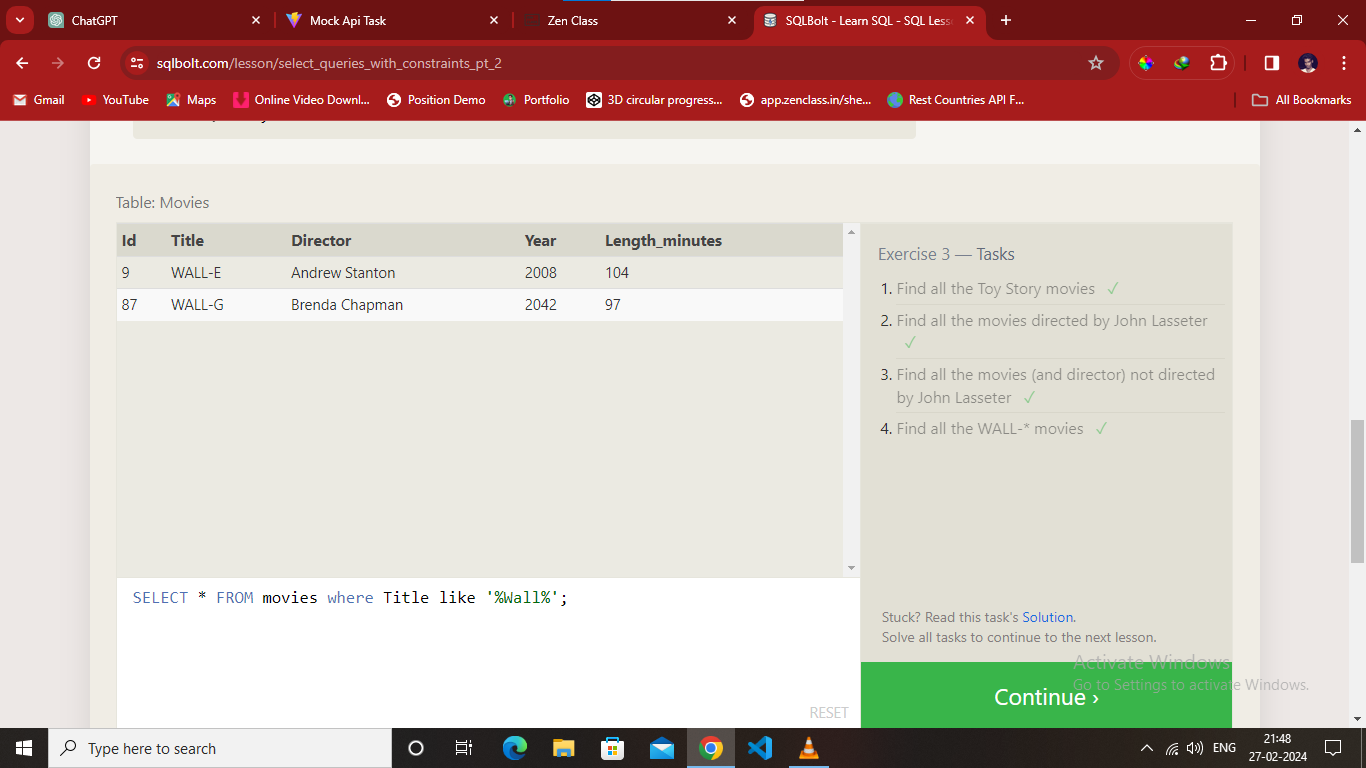 ChatGPT
Mock Api Task
Zen Class
SQLBolt - Learn SQL - SQL Less
sqlbolt.com/lesson/select_queries_with_constraints_pt_2
Gmail
YouTube
Maps
Online Video Downl...
Position Demo
Portfolio
3D circular progress...
app.zenclass.in/she...
Rest Countries API F...
All Bookmarks
Table: Movies
Id Title Director Year Length_minutes
9 WALL-E Andrew Stanton 2008 104
87 WALL-G Brenda Chapman 2042 97
Exercise 3 — Tasks
1. Find all the Toy Story movies ✓
2. Find all the movies directed by John Lasseter
✓
3. Find all the movies (and director) not directed
by John Lasseter ✓
4. Find all the WALL-* movies ✓
SELECT * FROM movies where Title like '%Wall%';
RESET
Stuck? Read this task's Solution.
Solve all tasks to continue to the next lesson.
Continue ›
Activate Windows
Go to Settings to activate Windows.
Type here to search
ENG
21:48
27-02-2024